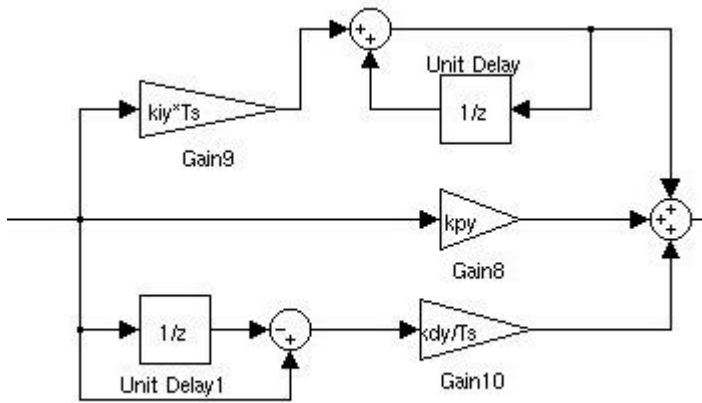 +
+
Unit Delay
kiy*Ts
1/z
Gain9
+
kpy
+
+
Gain8
1/z
-
+
kdy/Ts
Unit Delay1
Gain10